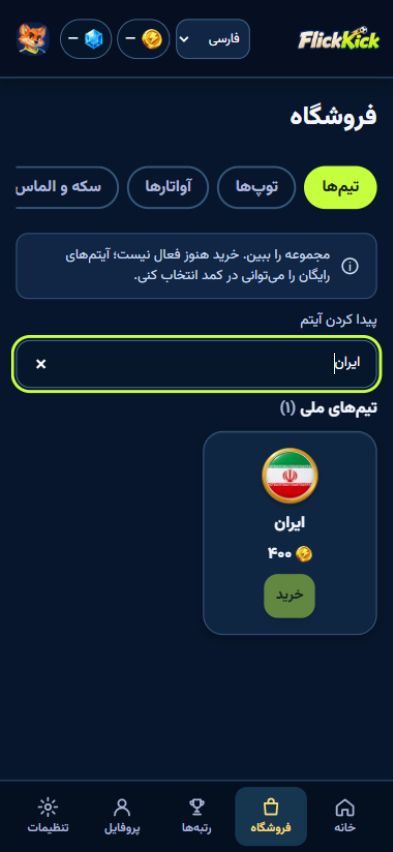 FlickKick
فارسی
–
–
فروشگاه
تیم‌ها
توپ‌ها
آواتارها
سکه و الماس
مجموعه را ببین. خرید هنوز فعال نیست؛ آیتم‌های
رایگان را می‌توانی در کمد انتخاب کنی.
پیدا کردن آیتم
ایران
تیم‌های ملی (۱)
ایران
۴۰۰
خرید
خانه
فروشگاه
رتبه‌ها
پروفایل
تنظیمات